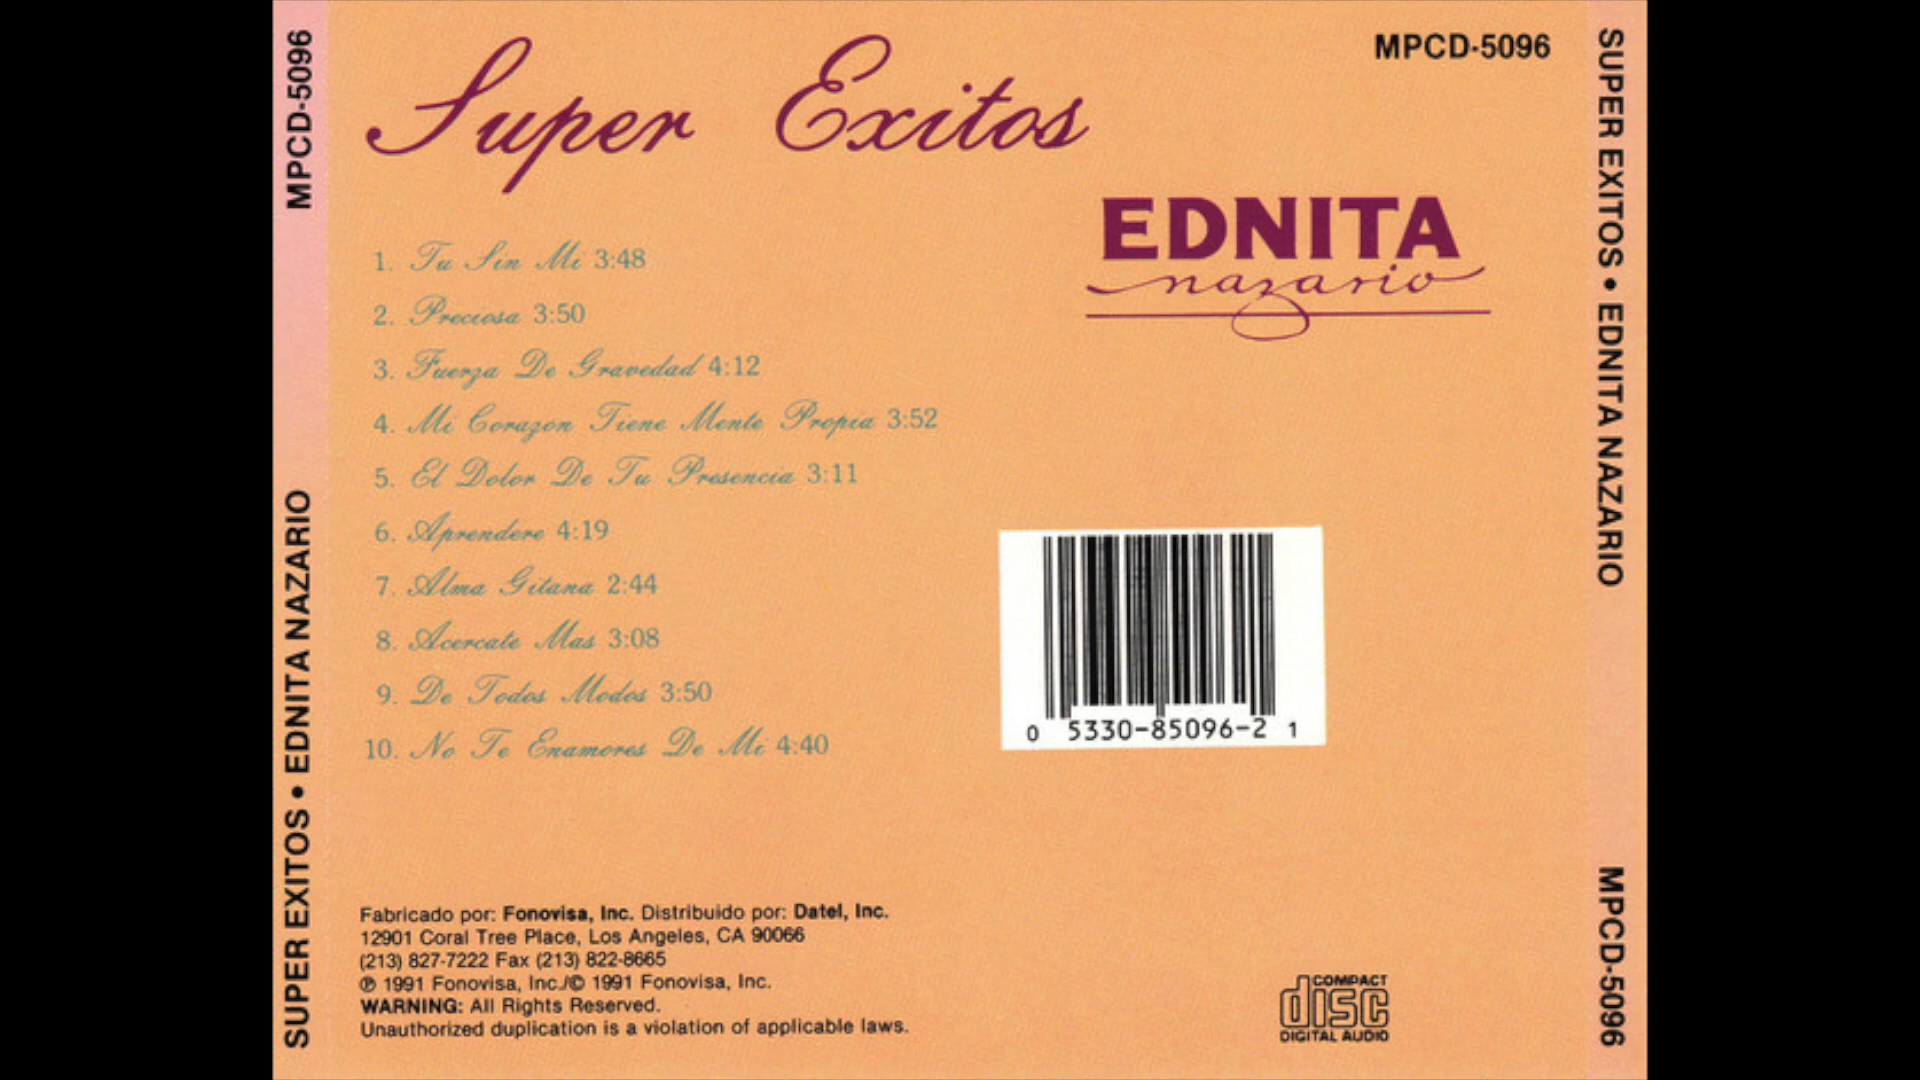 MPCD-5096
SUPER EXITOS • EDNITA NAZARIO
Super Exitos
MPCD-5096
EDNITA
nazario
1. Tu Sin Mi 3:48
2. Preciosa 3:50
3. Fuerza De Gravedad 4:12
4. Mi Corazon Tiene Mente Propia 3:52
5. El Dolor De Tu Presencia 3:11
6. Aprendere 4:19
7. Alma Gitana 2:44
8. Acercate Mas 3:08
9. De Todos Modos 3:50
10. No Te Enamores De Mi 4:40
0 5330-85096-2 1
Fabricado por: Fonovisa, Inc. Distribuido por: Datel, Inc.
12901 Coral Tree Place, Los Angeles, CA 90066
(213) 827-7222 Fax (213) 822-8665
℗ 1991 Fonovisa, Inc./© 1991 Fonovisa, Inc.
WARNING: All Rights Reserved.
Unauthorized duplication is a violation of applicable laws.
COMPACT
disc
DIGITAL AUDIO
SUPER EXITOS • EDNITA NAZARIO
MPCD-5096